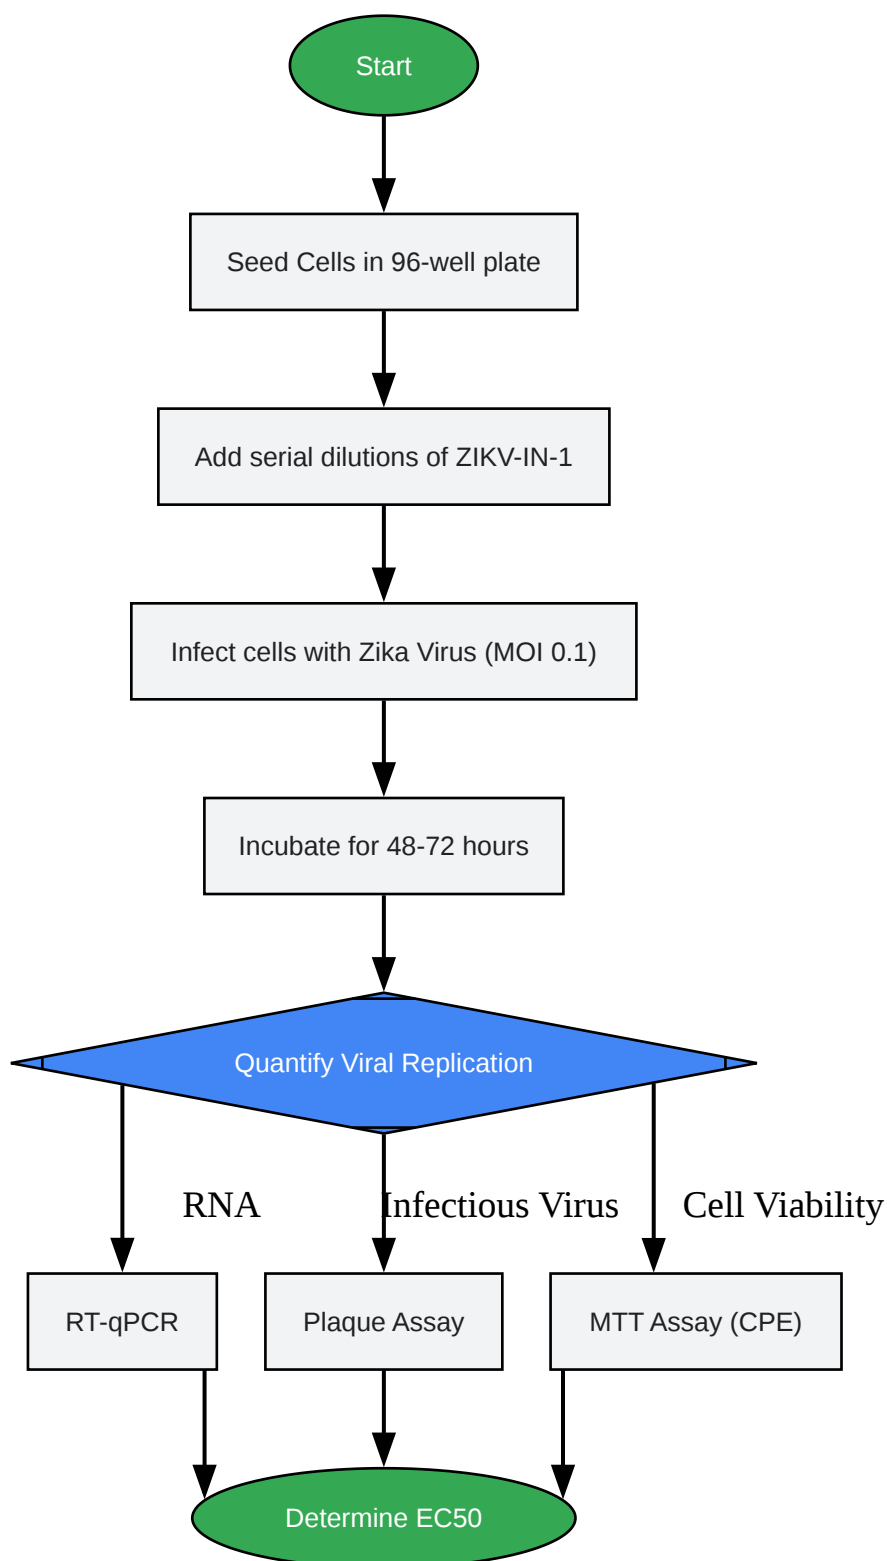 Start
Seed Cells in 96-well plate
Add serial dilutions of ZIKV-IN-1
Infect cells with Zika Virus (MOI 0.1)
Incubate for 48-72 hours
Quantify Viral Replication
RNA
Infectious Virus
Cell Viability
RT-qPCR
Plaque Assay
MTT Assay (CPE)
Determine EC50